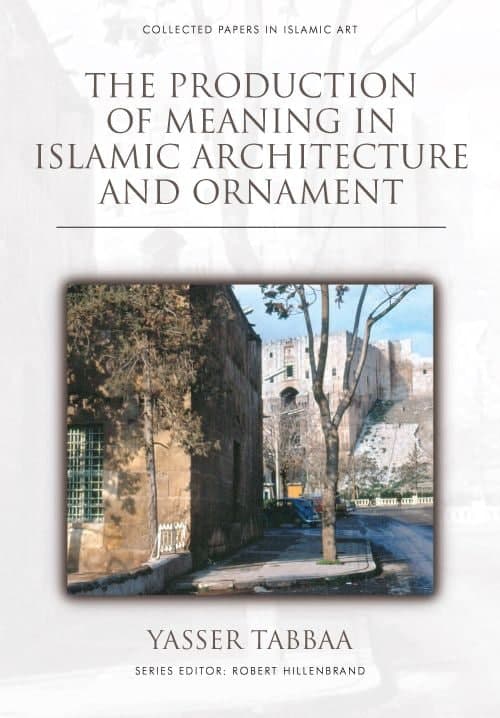 COLLECTED PAPERS IN ISLAMIC ART
THE PRODUCTION
OF MEANING IN
ISLAMIC ARCHITECTURE
AND ORNAMENT
YASSER TABBAA
SERIES EDITOR: ROBERT HILLENBRAND